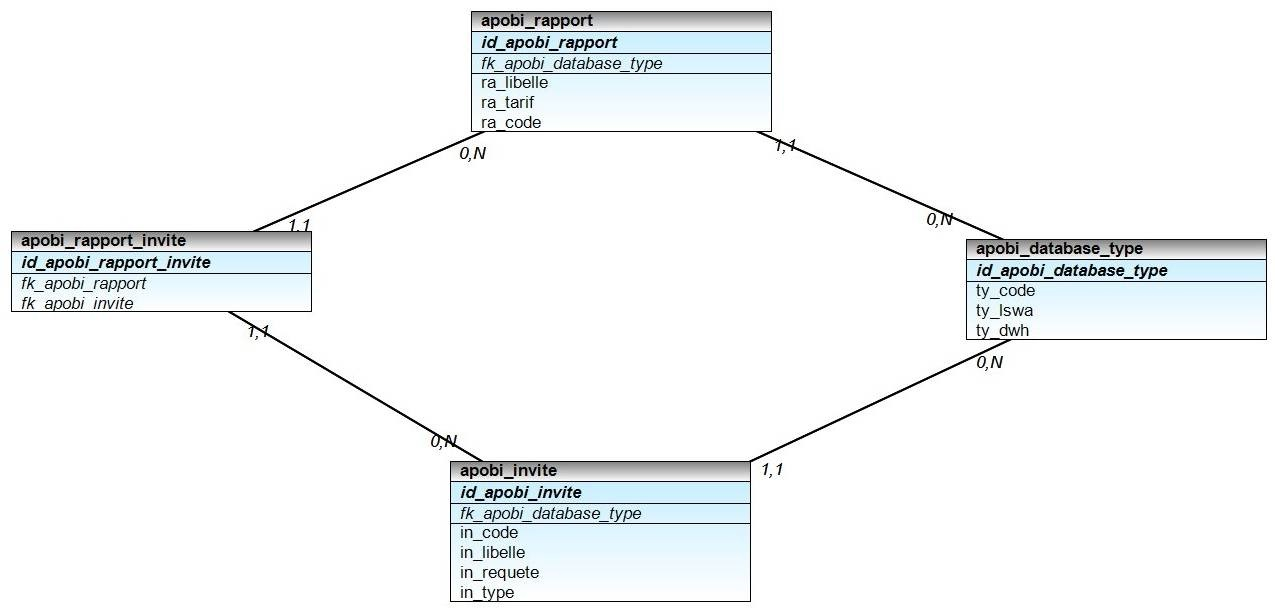 apobi_rapport
id_apobi_rapport
fk_apobi_database_type
ra_libelle
ra_tarif
ra_code
0,N
1,1
1,1
0,N
apobi_rapport_invite
id_apobi_rapport_invite
fk_apobi_rapport
fk_apobi_invite
apobi_database_type
id_apobi_database_type
ty_code
ty_lswa
ty_dwh
1,1
0,N
0,N
1,1
apobi_invite
id_apobi_invite
fk_apobi_database_type
in_code
in_libelle
in_requete
in_type